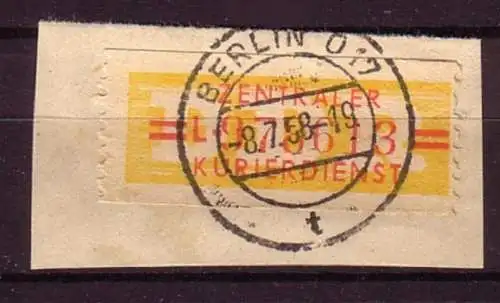 BERLIN O 17
ZENTRALER
-8.7.58-19
KURIERDIENST
t